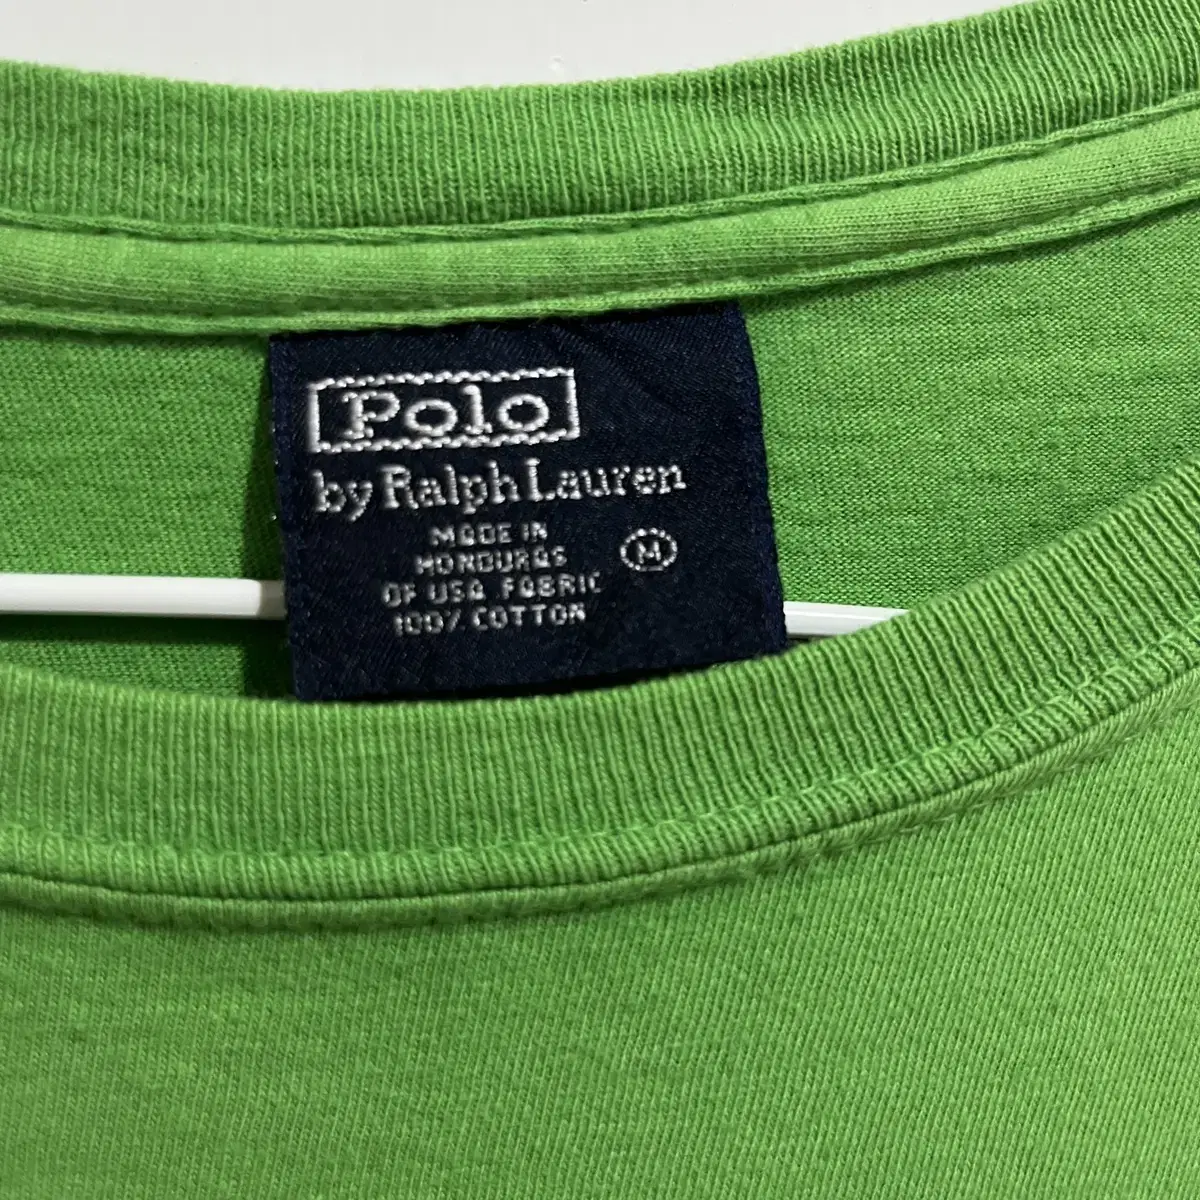 Polo
by Ralph Lauren
MADE IN
HONDURAS
OF USA FABRIC
100% COTTON
M